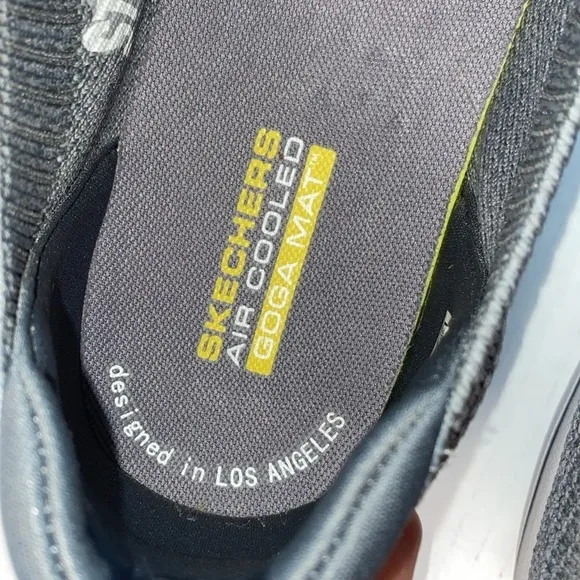 SKECHERS
AIR COOLED
GOGA MAT™
designed in LOS ANGELES